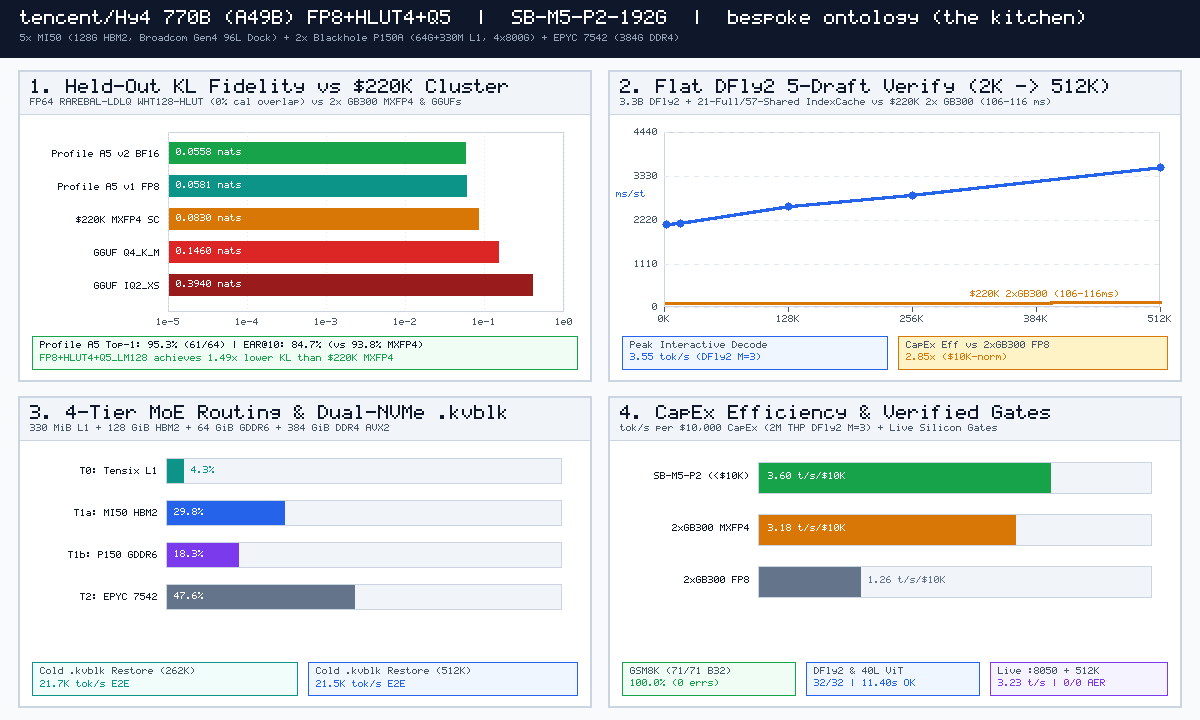 tencent/Hy4 770B (A49B) FP8+HLUT4+Q5 | SB-M5-P2-192G | bespoke ontology (the kitchen)
5x MI50 (128G HBM2, Broadcom Gen4 96L Dock) + 2x Blackhole P150A (64G+330M L1, 4x800G) + EPYC 7542 (384G DDR4)
1. Held-Out KL Fidelity vs $220K Cluster
FP64 RAREBAL-LDLQ WHT128-HLUT (0% cal overlap) vs 2x GB300 MXFP4 & GGUFs
Profile A5 v2 BF16
0.0558 nats
Profile A5 v1 FP8
0.0581 nats
$220K MXFP4 SC
0.0830 nats
GGUF Q4_K_M
0.1460 nats
GGUF IQ2_XS
0.3940 nats
1e-5 1e-4 1e-3 1e-2 1e-1 1e0
Profile A5 Top-1: 95.3% (61/64) | EAR@10: 84.7% (vs 93.8% MXFP4)
FP8+HLUT4+Q5_LM128 achieves 1.49x lower KL than $220K MXFP4
2. Flat DFly2 5-Draft Verify (2K -> 512K)
3.3B DFly2 + 21-Full/57-Shared IndexCache vs $220K 2x GB300 (106-116 ms)
4440
3330
ms/st
2220
1110
$220K 2xGB300 (106-116ms)
0
0K 128K 256K 384K 512K
Peak Interactive Decode
3.55 tok/s (DFly2 M=3)
CapEx Eff vs 2xGB300 FP8
2.85x ($10K-norm)
3. 4-Tier MoE Routing & Dual-NVMe .kvblk
330 MiB L1 + 128 GiB HBM2 + 64 GiB GDDR6 + 384 GiB DDR4 AVX2
T0: Tensix L1
4.3%
T1a: MI50 HBM2
29.8%
T1b: P150 GDDR6
18.3%
T2: EPYC 7542
47.6%
Cold .kvblk Restore (262K)
21.7K tok/s E2E
Cold .kvblk Restore (512K)
21.5K tok/s E2E
4. CapEx Efficiency & Verified Gates
tok/s per $10,000 CapEx (2M THP DFly2 M=3) + Live Silicon Gates
SB-M5-P2 (<$10K)
3.60 t/s/$10K
2xGB300 MXFP4
3.18 t/s/$10K
2xGB300 FP8
1.26 t/s/$10K
GSM8K (71/71 B32)
100.0% (0 errs)
DFly2 & 40L ViT
32/32 | 11.40s OK
Live :8050 + 512K
3.23 t/s | 0/0 AER